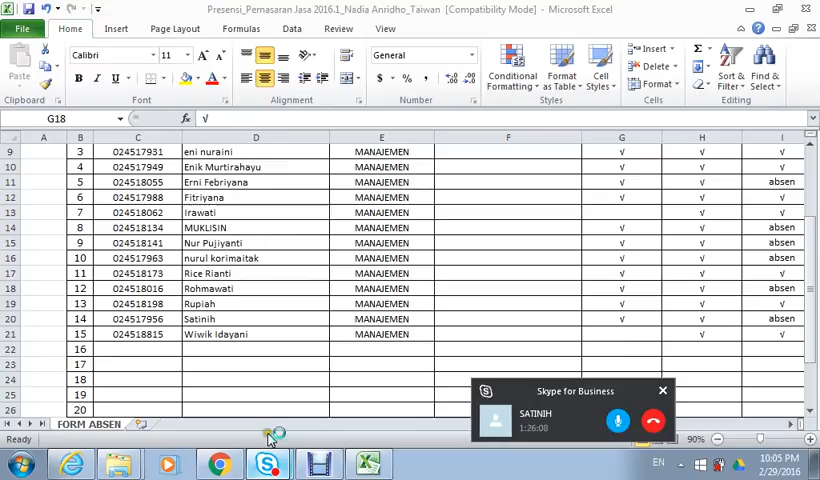 Presensi_Pemasaran Jasa 2016.1_Nadia Anridho_Taiwan [Compatibility Mode] - Microsoft Excel
File Home Insert Page Layout Formulas Data Review View
Calibri 11 General Insert
Paste Delete
Conditional Formatting Format as Table Cell Styles Format Sort & Filter Find & Select
Clipboard Font Alignment Number Styles Cells Editing
G18 fx √
A B C D E F G H I
9 3 024517931 eni nuraini MANAJEMEN √ √ √
10 4 024517949 Enik Murtirahayu MANAJEMEN √ √ √
11 5 024518055 Erni Febriyana MANAJEMEN √ √ absen
12 6 024517988 Fitriyana MANAJEMEN √ √ √
13 7 024518062 Irawati MANAJEMEN √ √
14 8 024518134 MUKLISIN MANAJEMEN √ √ absen
15 9 024518141 Nur Pujiyanti MANAJEMEN √ √ absen
16 10 024517963 nurul korimaitak MANAJEMEN √ √ absen
17 11 024518173 Rice Rianti MANAJEMEN √ √ √
18 12 024518016 Rohmawati MANAJEMEN √ √ absen
19 13 024518198 Rupiah MANAJEMEN √ √ √
20 14 024517956 Satinih MANAJEMEN √ √ absen
21 15 024518815 Wiwik Idayani MANAJEMEN √ √
22 16
23 17
24 18
25 19
26 20
Skype for Business
SATINIH
1:26:08
FORM ABSEN
Ready 90%
EN 10:05 PM
2/29/2016